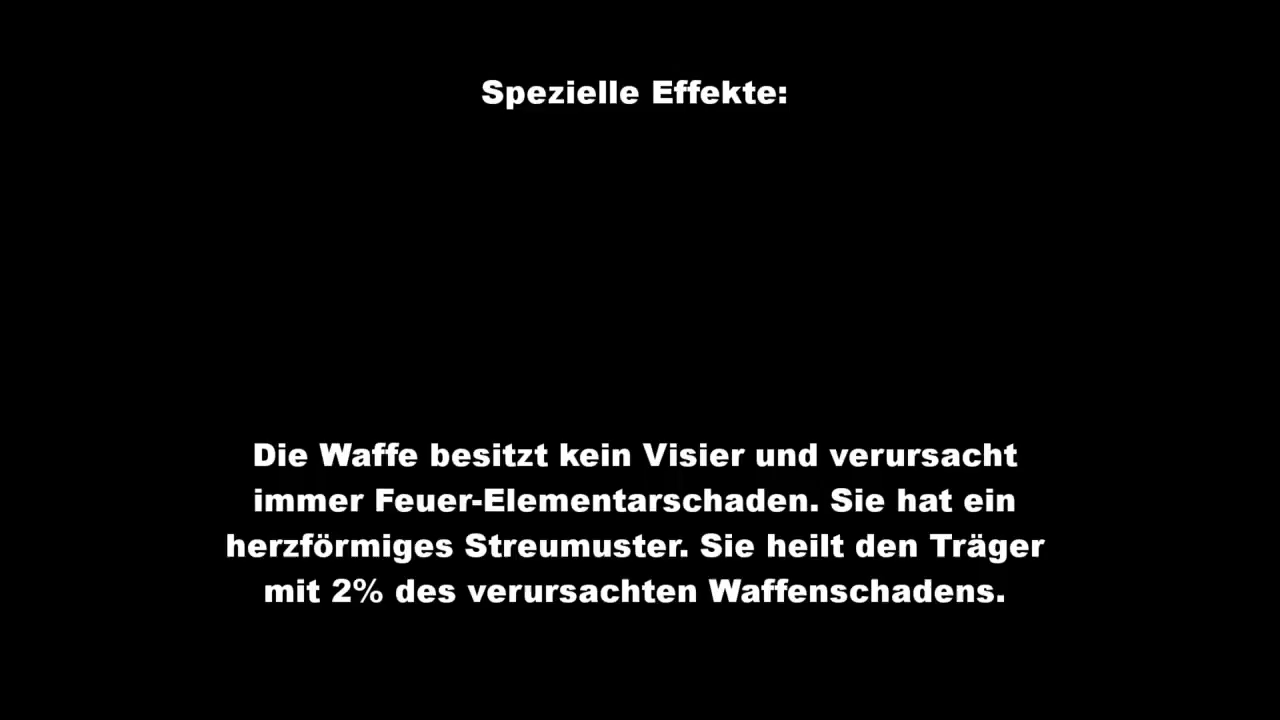 Spezielle Effekte:
Die Waffe besitzt kein Visier und verursacht
immer Feuer-Elementarschaden. Sie hat ein
herzförmiges Streumuster. Sie heilt den Träger
mit 2% des verursachten Waffenschadens.